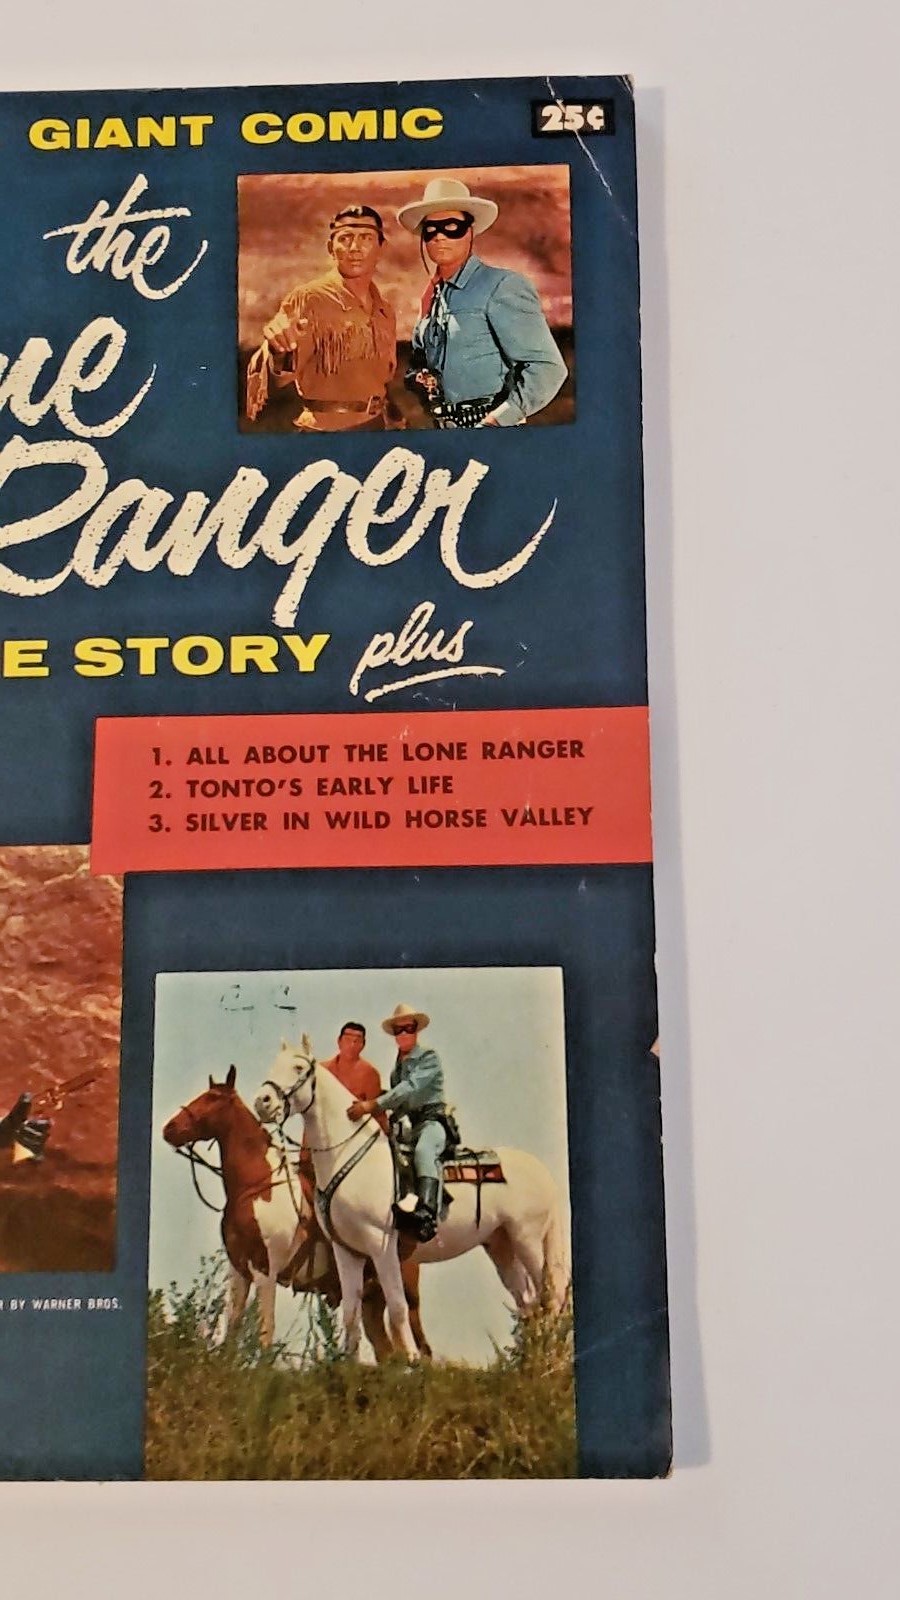 GIANT COMIC
25¢
the
ne
Ranger
E STORY plus
1. ALL ABOUT THE LONE RANGER
2. TONTO'S EARLY LIFE
3. SILVER IN WILD HORSE VALLEY
R BY WARNER BROS.